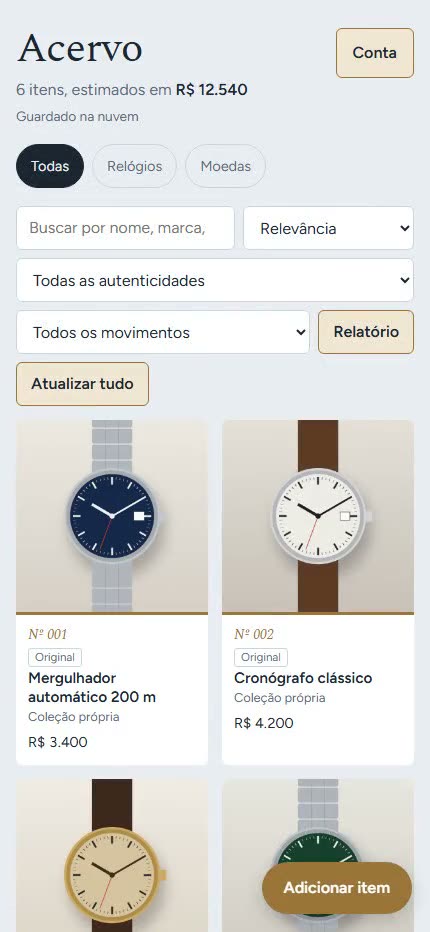 Acervo
Conta
6 itens, estimados em R$ 12.540
Guardado na nuvem
Todas
Relógios
Moedas
Buscar por nome, marca,
Relevância
Todas as autenticidades
Todos os movimentos
Relatório
Atualizar tudo
Nº 001
Original
Mergulhador
automático 200 m
Coleção própria
R$ 3.400
Nº 002
Original
Cronógrafo clássico
Coleção própria
R$ 4.200
Adicionar item